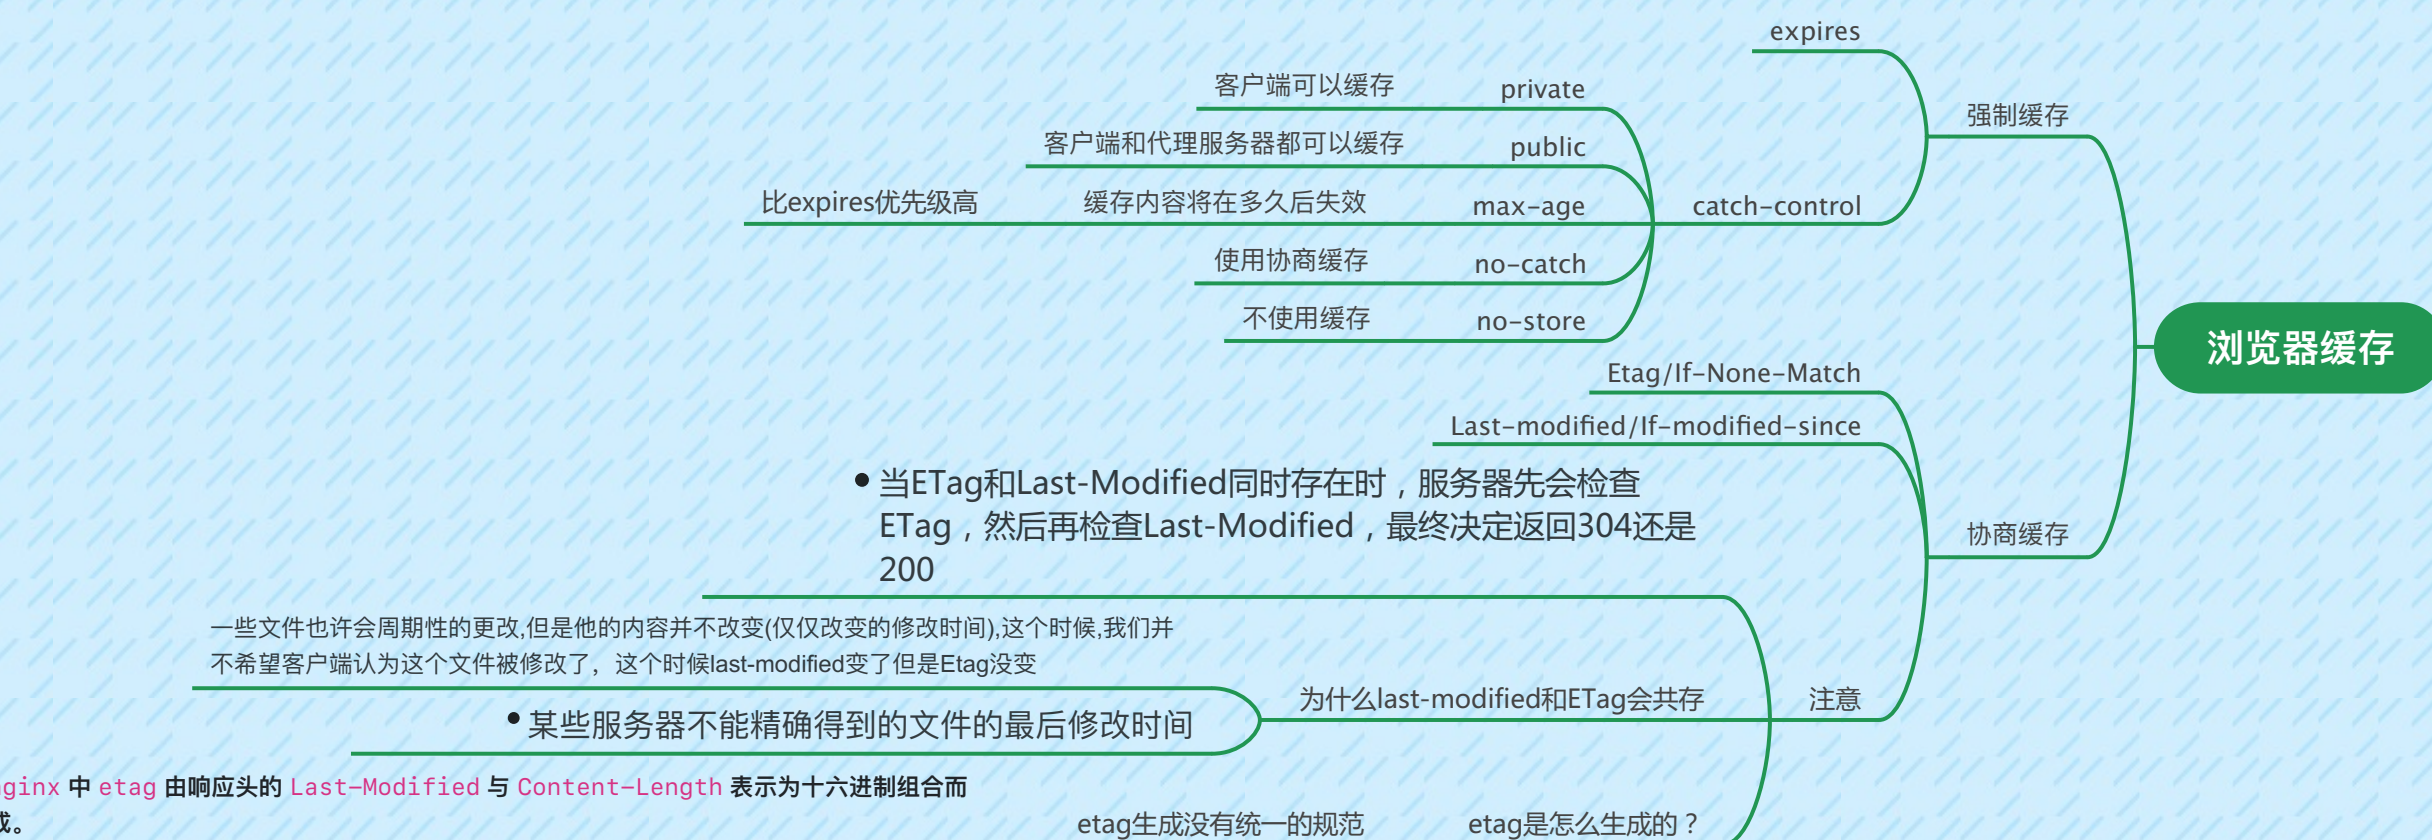 expires
客户端可以缓存 private
强制缓存
客户端和代理服务器都可以缓存 public
比expires优先级高 缓存内容将在多久后失效 max-age catch-control
使用协商缓存 no-catch
不使用缓存 no-store
浏览器缓存
Etag/If-None-Match
Last-modified/If-modified-since
当ETag和Last-Modified同时存在时，服务器先会检查
ETag，然后再检查Last-Modified，最终决定返回304还是
200
协商缓存
一些文件也许会周期性的更改,但是他的内容并不改变(仅仅改变的修改时间),这个时候,我们并
不希望客户端认为这个文件被修改了，这个时候last-modified变了但是Etag没变
为什么last-modified和ETag会共存 注意
某些服务器不能精确得到的文件的最后修改时间
ginx 中 etag 由响应头的 Last-Modified 与 Content-Length 表示为十六进制组合而
成。
etag生成没有统一的规范 etag是怎么生成的？